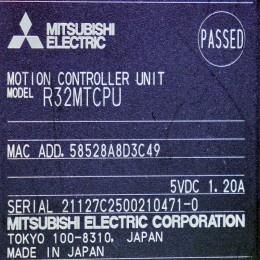 MITSUBISHI
ELECTRIC
PASSED
MOTION CONTROLLER UNIT
MODEL R32MTCPU
MAC ADD. 58528A8D3C49
5VDC 1.20A
SERIAL 21127C2500210471-0
MITSUBISHI ELECTRIC CORPORATION
TOKYO 100-8310, JAPAN
MADE IN JAPAN